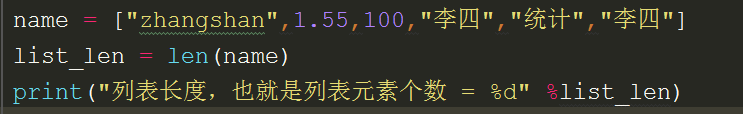 name = ["zhangshan",1.55,100,"李四","统计","李四"]
list_len = len(name)
print("列表长度，也就是列表元素个数 = %d" %list_len)